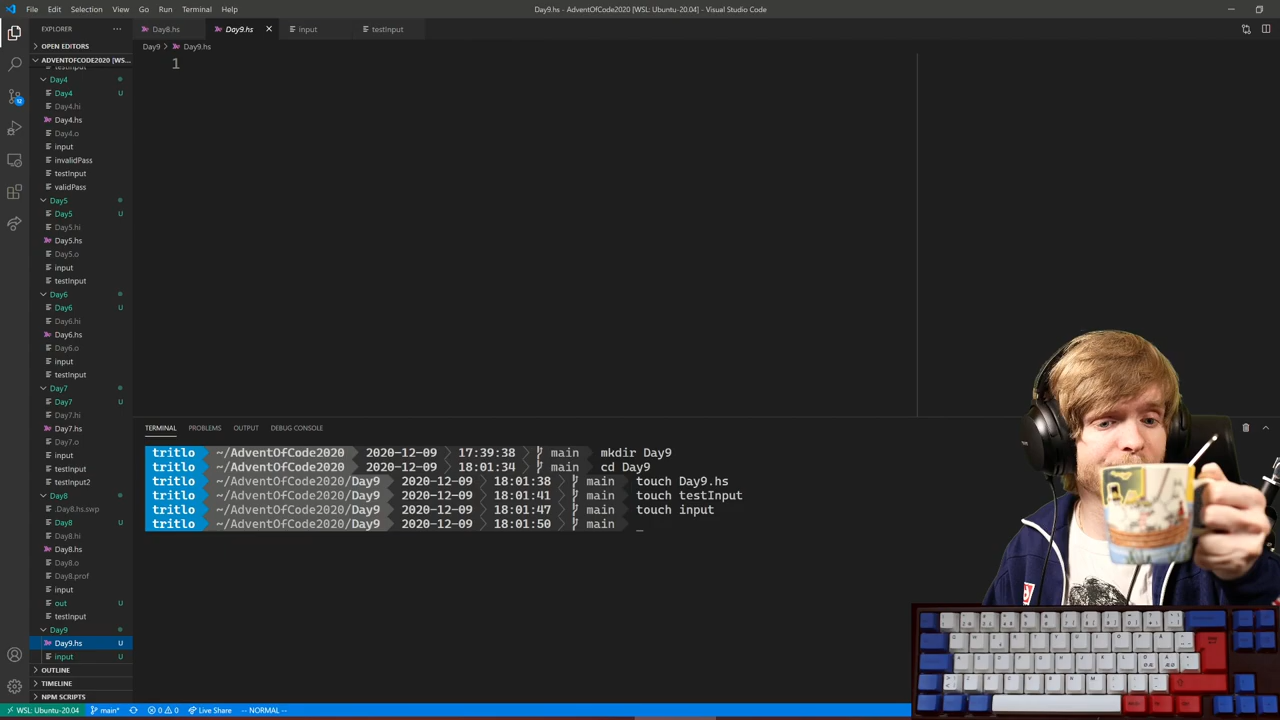 File Edit Selection View Go Run Terminal Help
Day9.hs - AdventOfCode2020 [WSL: Ubuntu-20.04] - Visual Studio Code
EXPLORER
OPEN EDITORS
ADVENTOFCODE2020 [WS...
testInput
Day4
Day4 U
Day4.hi
Day4.hs
Day4.o
input
invalidPass
testInput
validPass
Day5
Day5 U
Day5.hi
Day5.hs
Day5.o
input
testInput
Day6
Day6 U
Day6.hi
Day6.hs
Day6.o
input
testInput
Day7
Day7 U
Day7.hi
Day7.hs
Day7.o
input
testInput
testInput2
Day8
.Day8.hs.swp
Day8 U
Day8.hi
Day8.hs
Day8.o
Day8.prof
input
out U
testInput
Day9
Day9.hs U
input U
OUTLINE
TIMELINE
NPM SCRIPTS
Day8.hs Day9.hs input testInput
Day9 > Day9.hs
1
TERMINAL PROBLEMS OUTPUT DEBUG CONSOLE
tritlo ~/AdventOfCode2020 2020-12-09 17:39:38 main mkdir Day9
tritlo ~/AdventOfCode2020 2020-12-09 18:01:34 main cd Day9
tritlo ~/AdventOfCode2020/Day9 2020-12-09 18:01:38 main touch Day9.hs
tritlo ~/AdventOfCode2020/Day9 2020-12-09 18:01:41 main touch testInput
tritlo ~/AdventOfCode2020/Day9 2020-12-09 18:01:47 main touch input
tritlo ~/AdventOfCode2020/Day9 2020-12-09 18:01:50 main _
WSL: Ubuntu-20.04 main* 0 0 Live Share -- NORMAL --